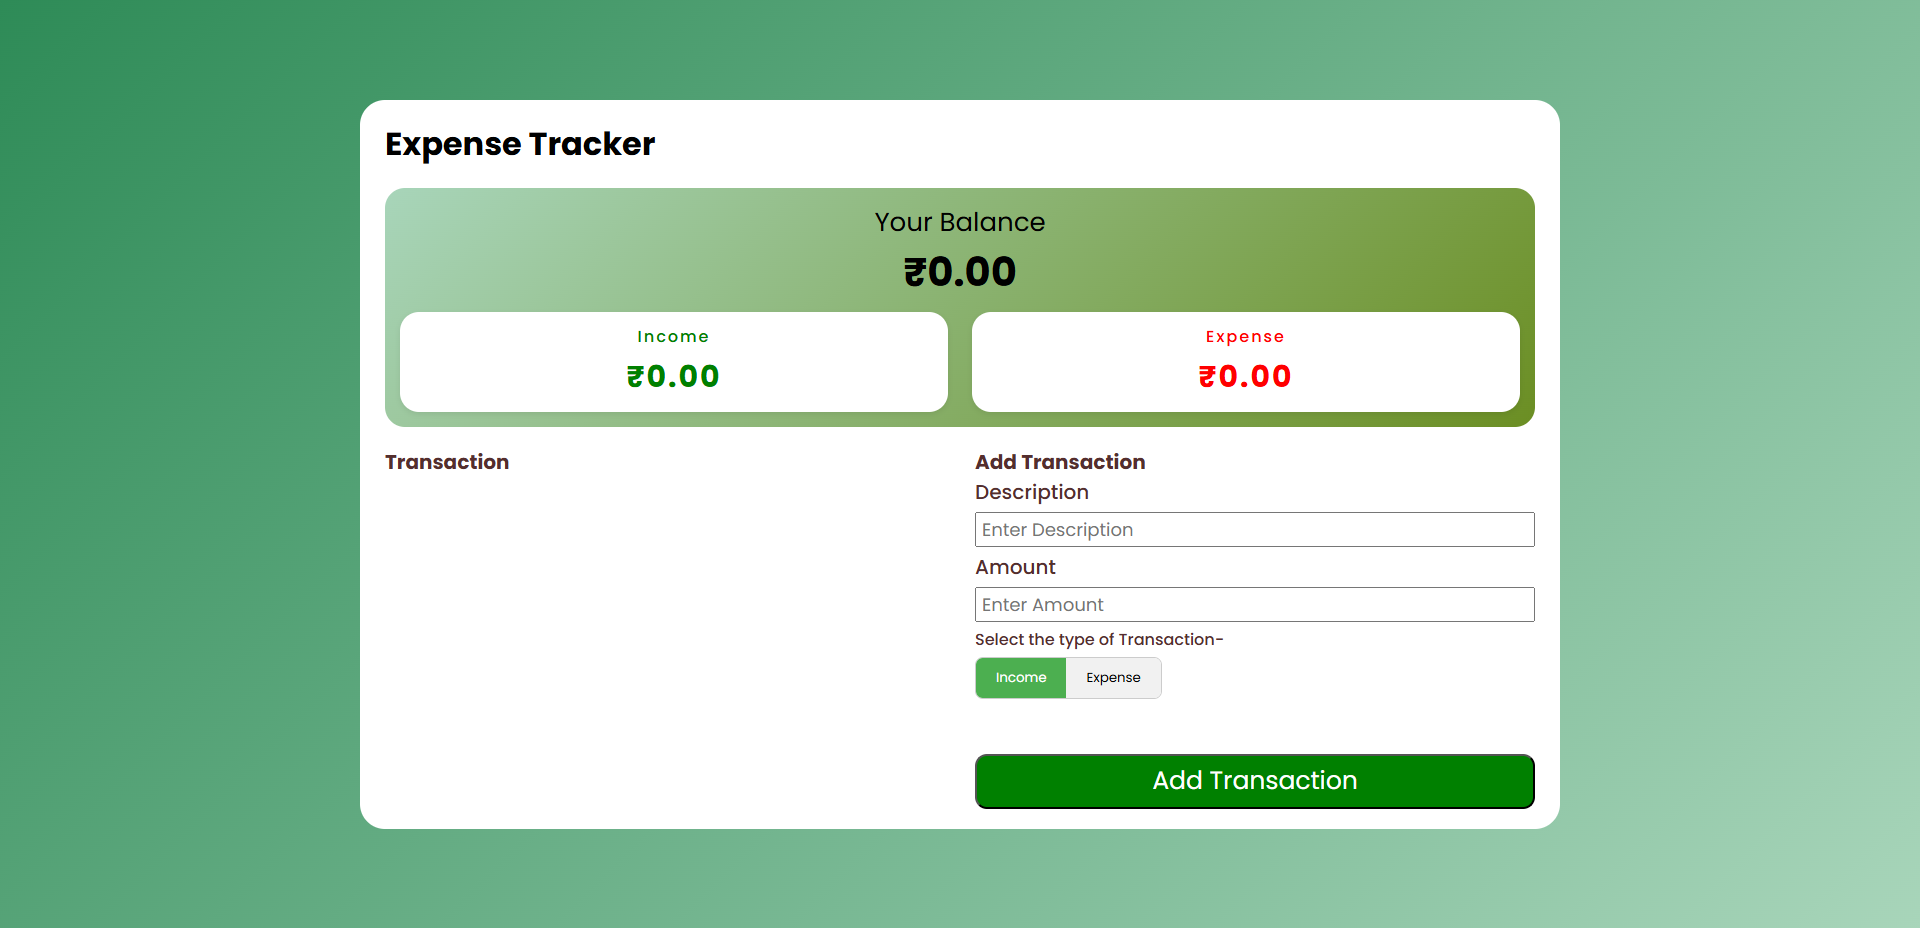 Expense Tracker
Your Balance
₹0.00
Income
₹0.00
Expense
₹0.00
Transaction
Add Transaction
Description
Enter Description
Amount
Enter Amount
Select the type of Transaction-
Income Expense
Add Transaction